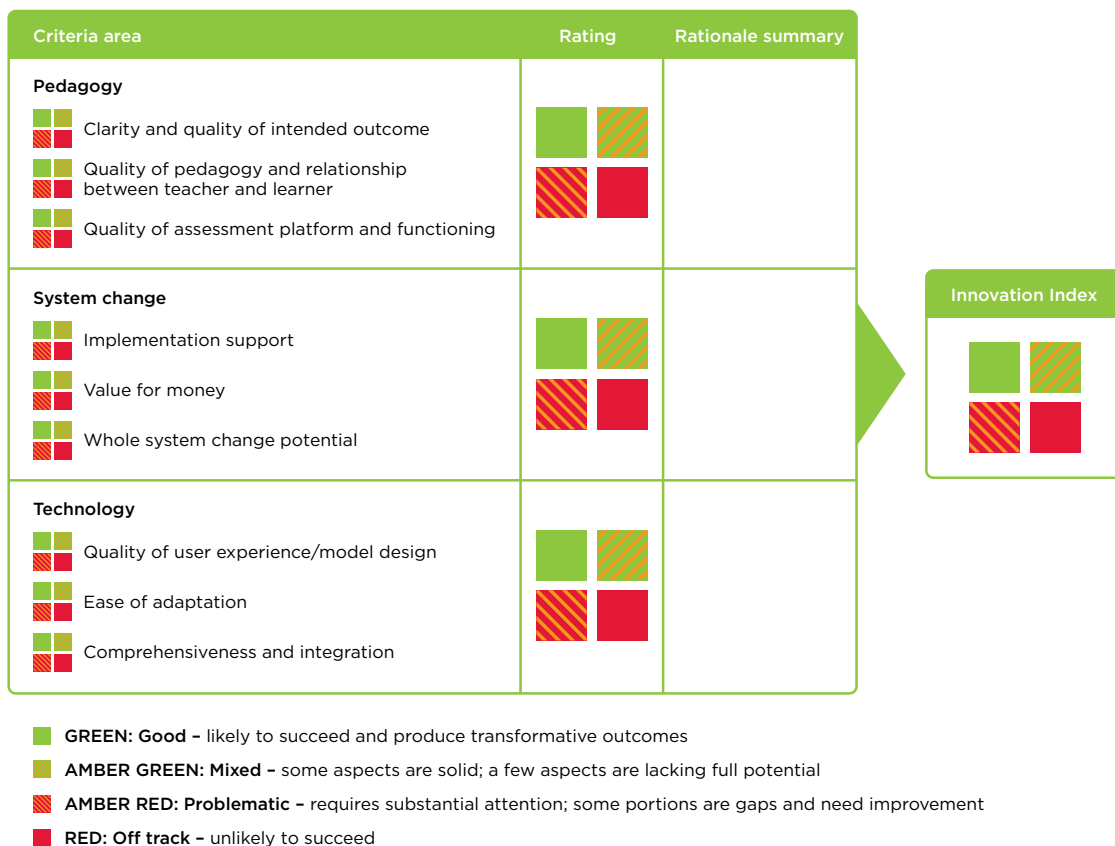 Criteria area
Rating
Rationale summary
Pedagogy
Clarity and quality of intended outcome
Quality of pedagogy and relationship
between teacher and learner
Quality of assessment platform and functioning
System change
Implementation support
Value for money
Whole system change potential
Technology
Quality of user experience/model design
Ease of adaptation
Comprehensiveness and integration
Innovation Index
GREEN: Good – likely to succeed and produce transformative outcomes
AMBER GREEN: Mixed – some aspects are solid; a few aspects are lacking full potential
AMBER RED: Problematic – requires substantial attention; some portions are gaps and need improvement
RED: Off track – unlikely to succeed